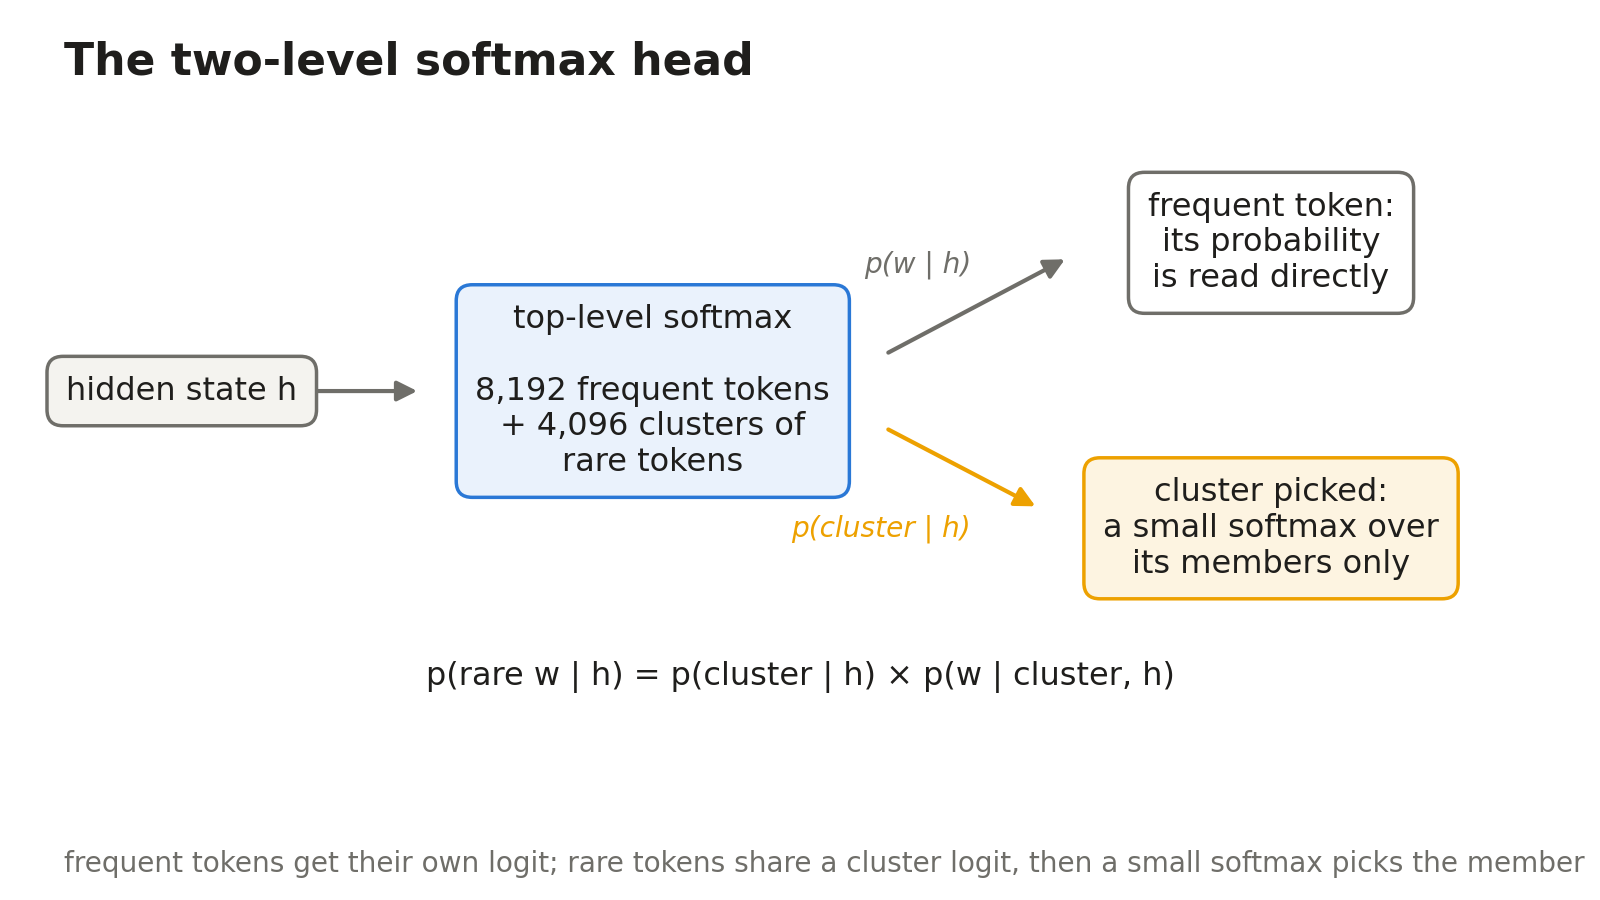 The two-level softmax head
hidden state h
top-level softmax
8,192 frequent tokens
+ 4,096 clusters of
rare tokens
p(w | h)
frequent token:
its probability
is read directly
p(cluster | h)
cluster picked:
a small softmax over
its members only
p(rare w | h) = p(cluster | h) × p(w | cluster, h)
frequent tokens get their own logit; rare tokens share a cluster logit, then a small softmax picks the member